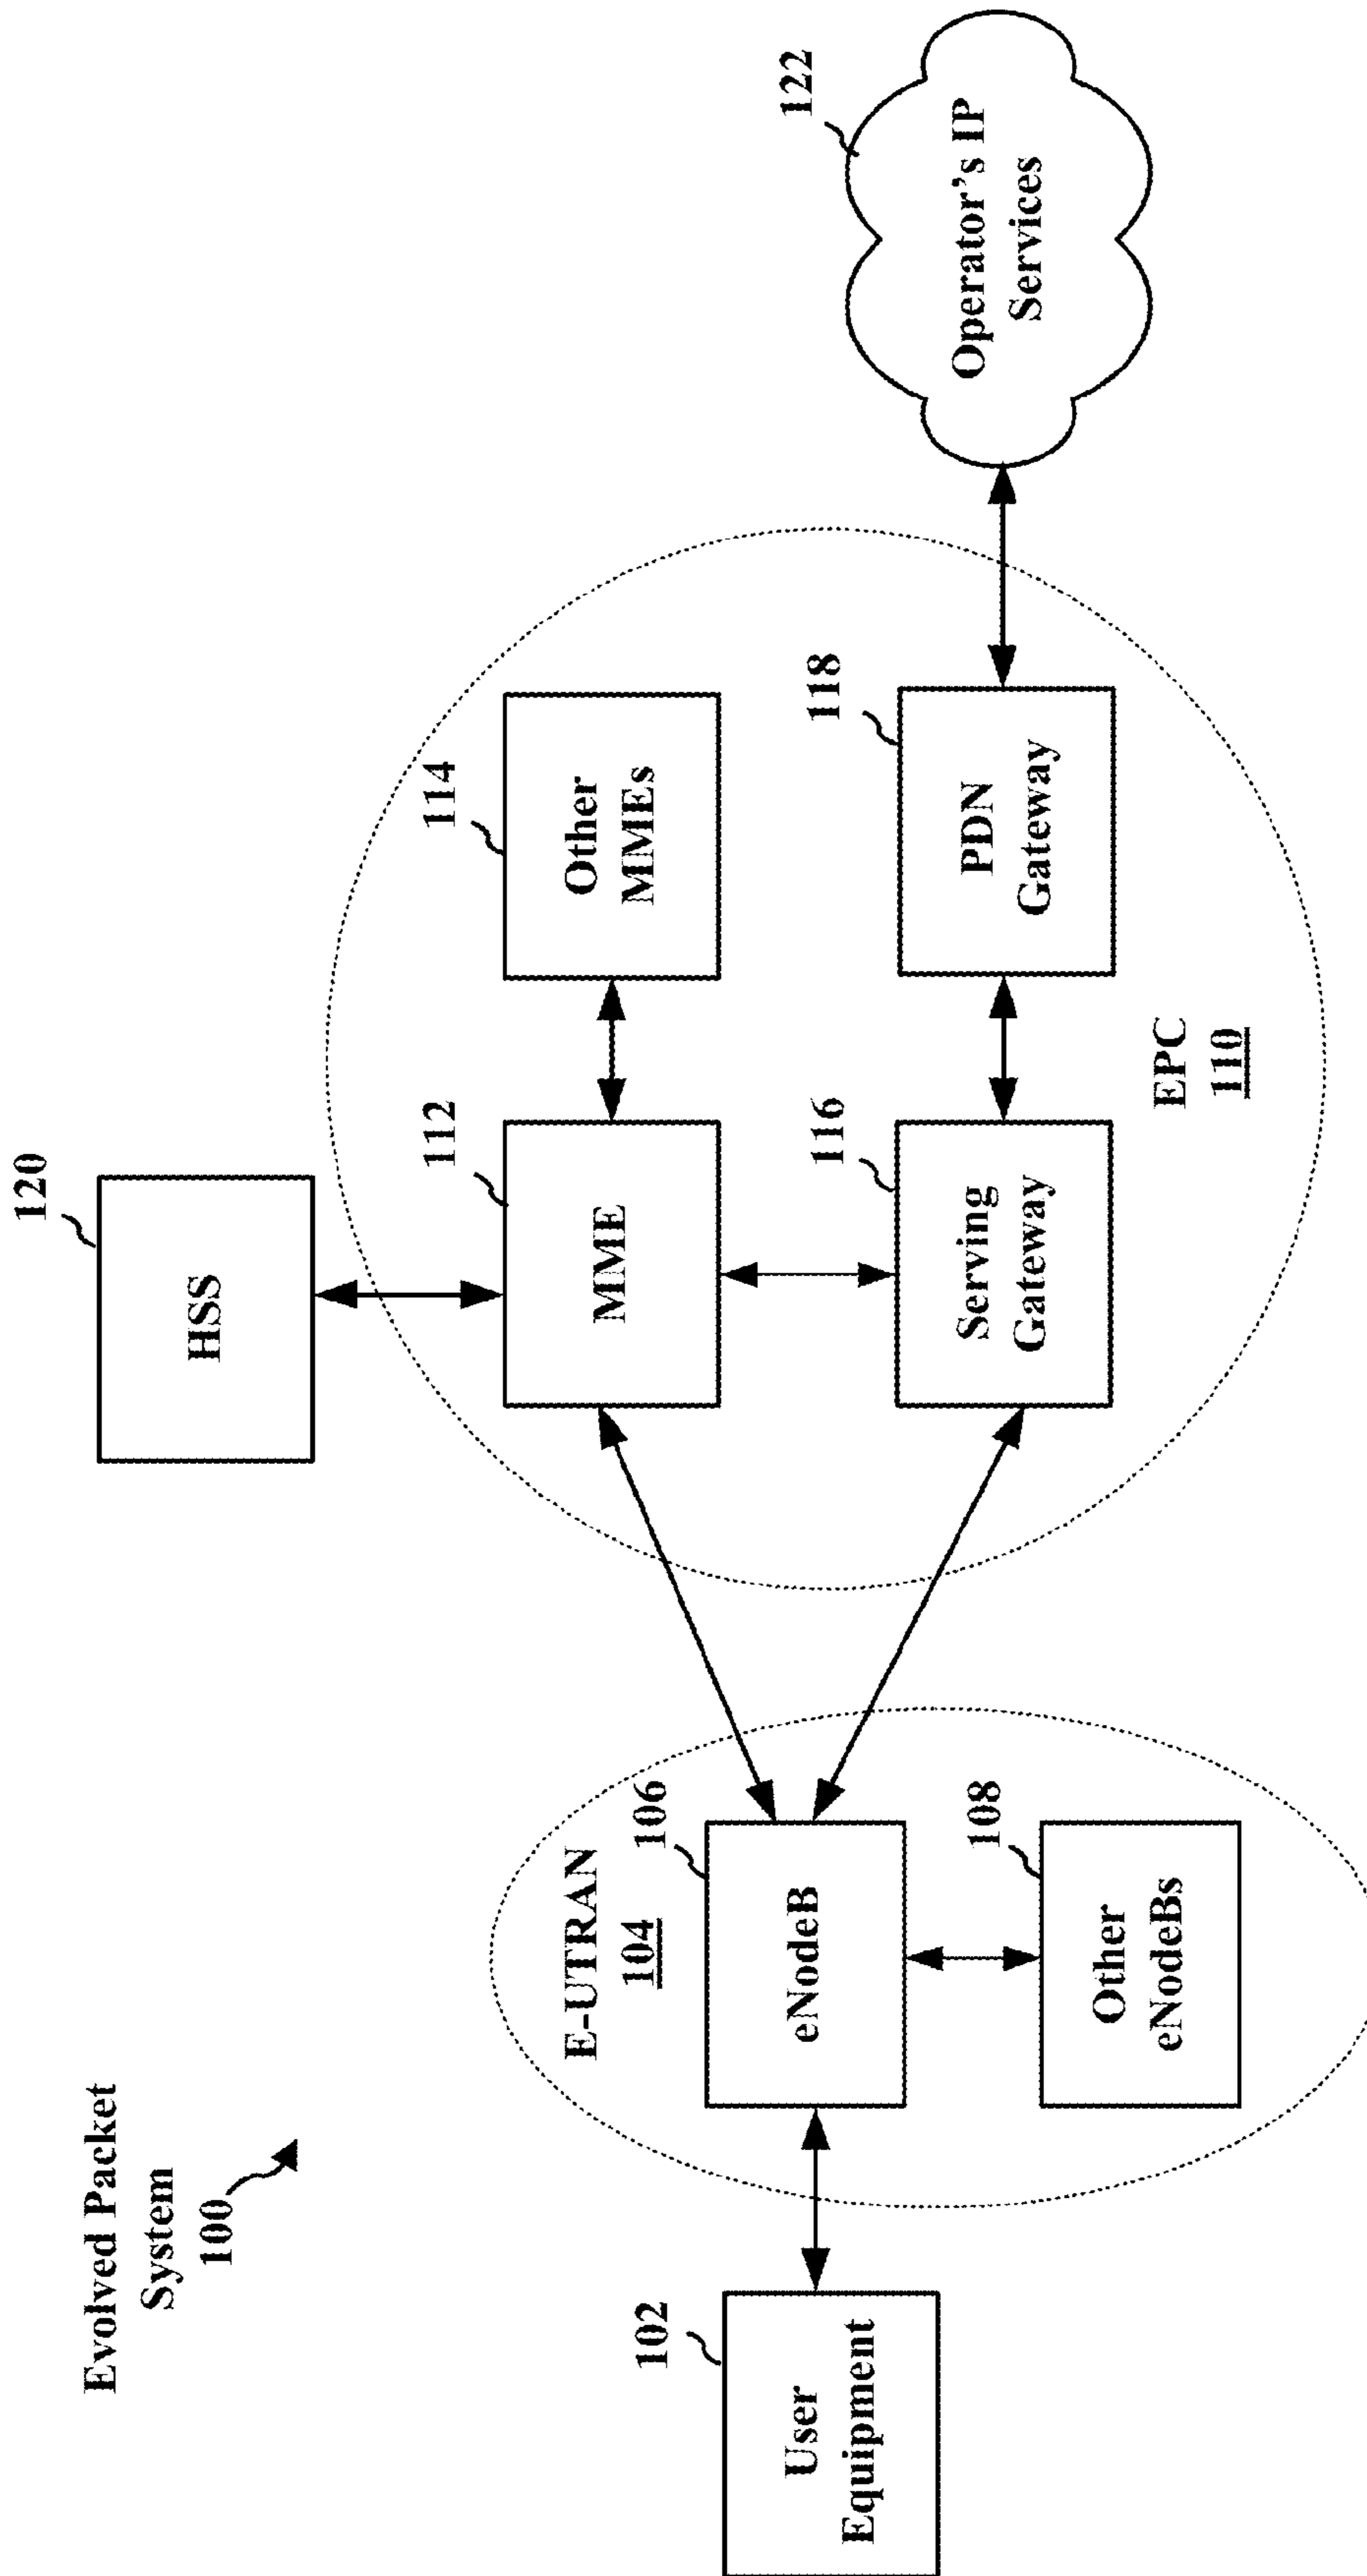 Evolved Packet
System
100
120
HSS
E-UTRAN
104
112
MME
114
Other
MMEs
102
User
Equipment
106
eNodeB
108
Other
eNodeBs
116
Serving
Gateway
118
PDN
Gateway
EPC
110
122
Operator’s IP
Services